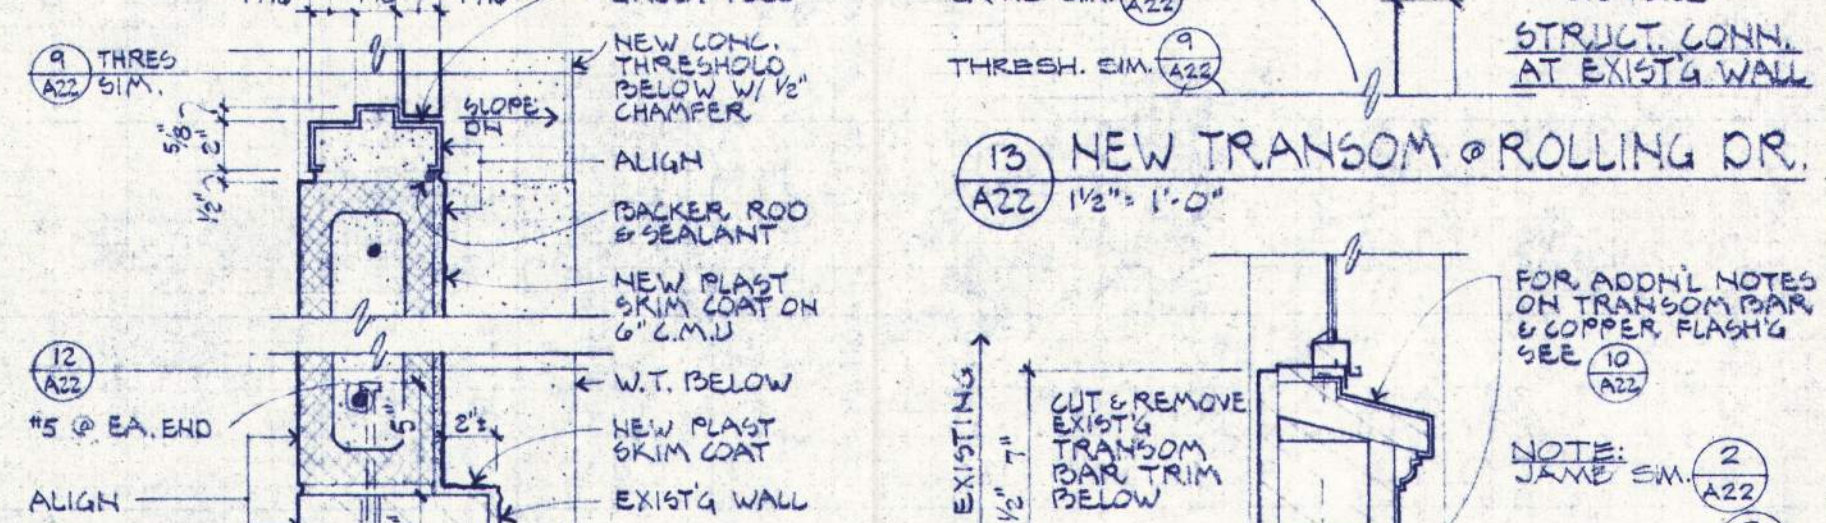 9
A22
THRES
SIM.
5/8"
2"
1/2"
SLOPE
DN
NEW CONC.
THRESHOLD
BELOW W/ 1/2"
CHAMFER
ALIGN
BACKER ROD
& SEALANT
NEW PLAST
SKIM COAT ON
6" C.M.U
12
A22
W.T. BELOW
#5 @ EA. END
5"
2"±
NEW PLAST
SKIM COAT
ALIGN
EXIST'G WALL
A22
THRESH. SIM.
9
A22
STRUCT. CONN.
AT EXIST'G WALL
13
A22
NEW TRANSOM @ ROLLING DR.
1 1/2" = 1'-0"
FOR ADDN'L NOTES
ON TRANSOM BAR
& COPPER FLASH'G
SEE
10
A22
EXISTING
7"
1/2"
CUT & REMOVE
EXIST'G
TRANSOM
BAR TRIM
BELOW
NOTE:
JAMB SIM.
2
A22